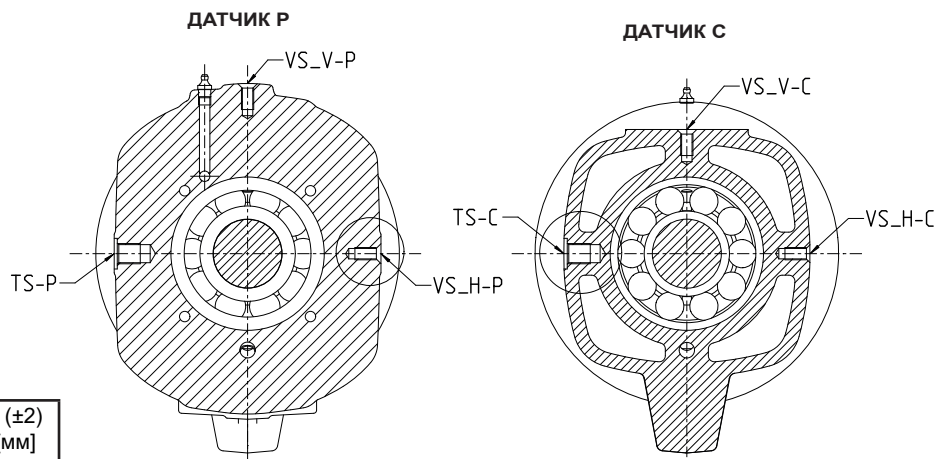 ДАТЧИК P
ДАТЧИК C
VS_V-P
VS_V-C
TS-C
VS_H-C
TS-P
VS_H-P
(±2)
мм]